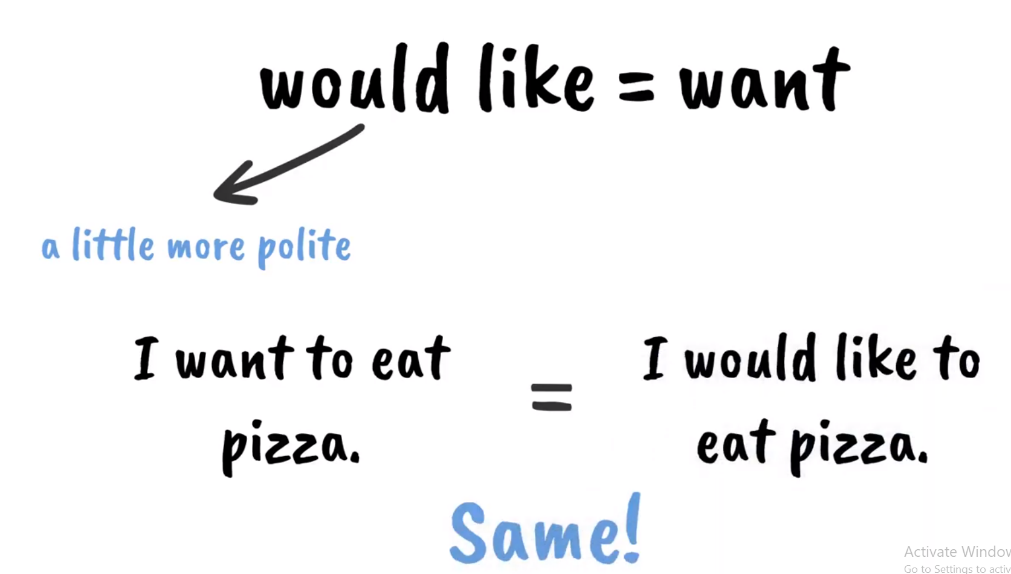 would like = want
a little more polite
I want to eat
pizza.
=
I would like to
eat pizza.
Same!
Activate Window
Go to Settings to activ